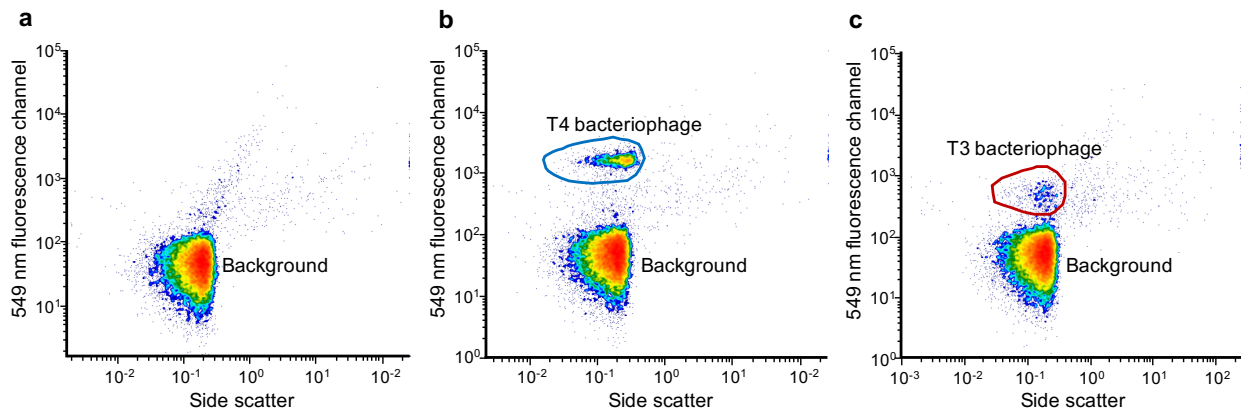 a
549 nm fluorescence channel
10⁵
10⁴
10³
10²
10¹
Background
10⁻² 10⁻¹ 10⁰ 10¹ 10⁻²
Side scatter
b
549 nm fluorescence channel
10⁵
10⁴
10³
10²
10¹
10⁰
T4 bacteriophage
Background
10⁻² 10⁻¹ 10⁰ 10¹ 10⁻²
Side scatter
c
549 nm fluorescence channel
10⁵
10⁴
10³
10²
10¹
10⁰
T3 bacteriophage
Background
10⁻³ 10⁻² 10⁻¹ 10⁰ 10¹ 10²
Side scatter